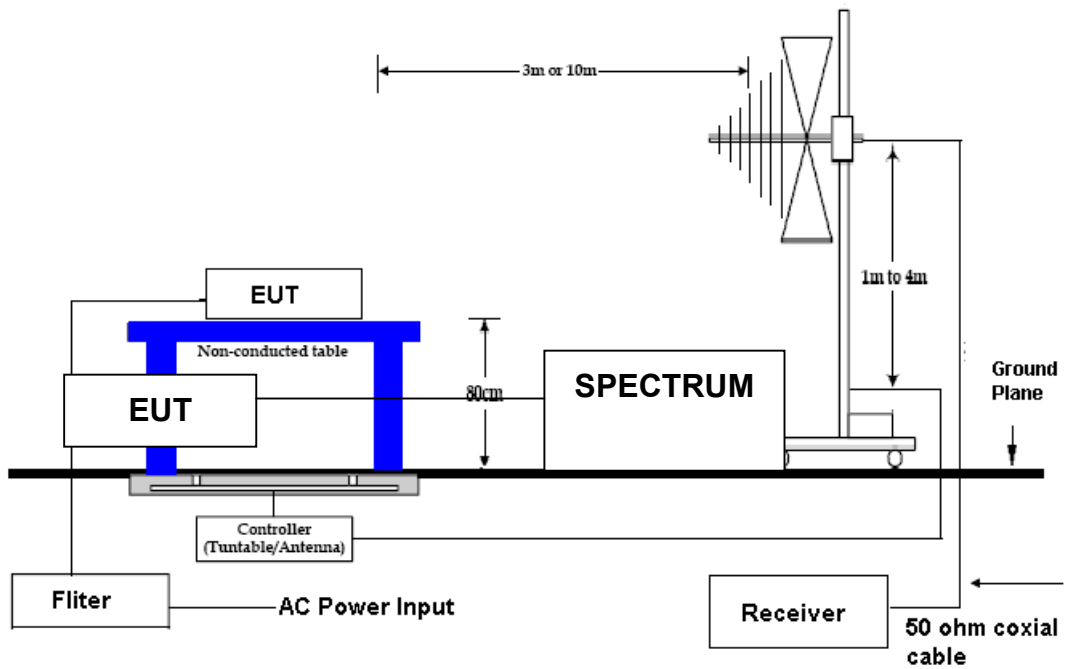 3m or 10m
1m to 4m
EUT
Non-conducted table
80cm
EUT
SPECTRUM
Ground
Plane
Controller
(Tuntable/Antenna)
Fliter
AC Power Input
Receiver
50 ohm coxial
cable